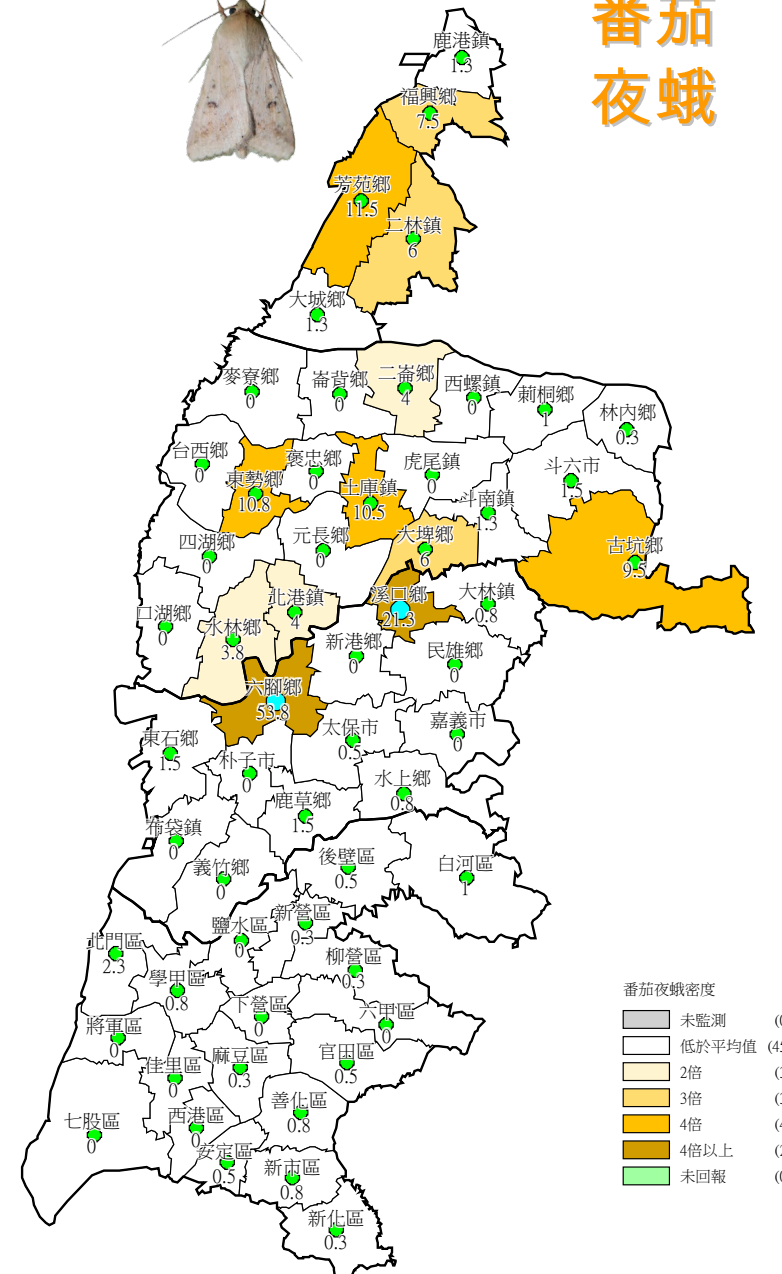 番茄
夜蛾
鹿港鎮
1.3
福興鄉
7.5
芳苑鄉
11.5
二林鎮
6
大城鄉
1.3
麥寮鄉
0
崙背鄉
0
二崙鄉
4
西螺鎮
0
莿桐鄉
1
林內鄉
0.3
台西鄉
0
東勢鄉
10.8
褒忠鄉
0
土庫鎮
10.5
虎尾鎮
0
斗南鎮
1.3
斗六市
1.5
古坑鄉
9.5
四湖鄉
0
元長鄉
0
大埤鄉
6
口湖鄉
0
水林鄉
3.8
北港鎮
4
溪口鄉
21.3
大林鎮
0.8
新港鄉
0
民雄鄉
0
六腳鄉
53.8
東石鄉
1.5
朴子市
0
太保市
0.5
嘉義市
0
鹿草鄉
1.5
水上鄉
0.8
布袋鎮
0
義竹鄉
0
後壁區
0.5
白河區
1
鹽水區
0
新營區
0.3
北門區
2.3
學甲區
0.8
柳營區
0.3
下營區
0
六甲區
0
將軍區
0
佳里區
0
麻豆區
0.3
官田區
0.5
七股區
0
西港區
0
善化區
0.8
安定區
0.5
新市區
0.8
新化區
0.3
番茄夜蛾密度
未監測
低於平均值
2倍
3倍
4倍
4倍以上
未回報